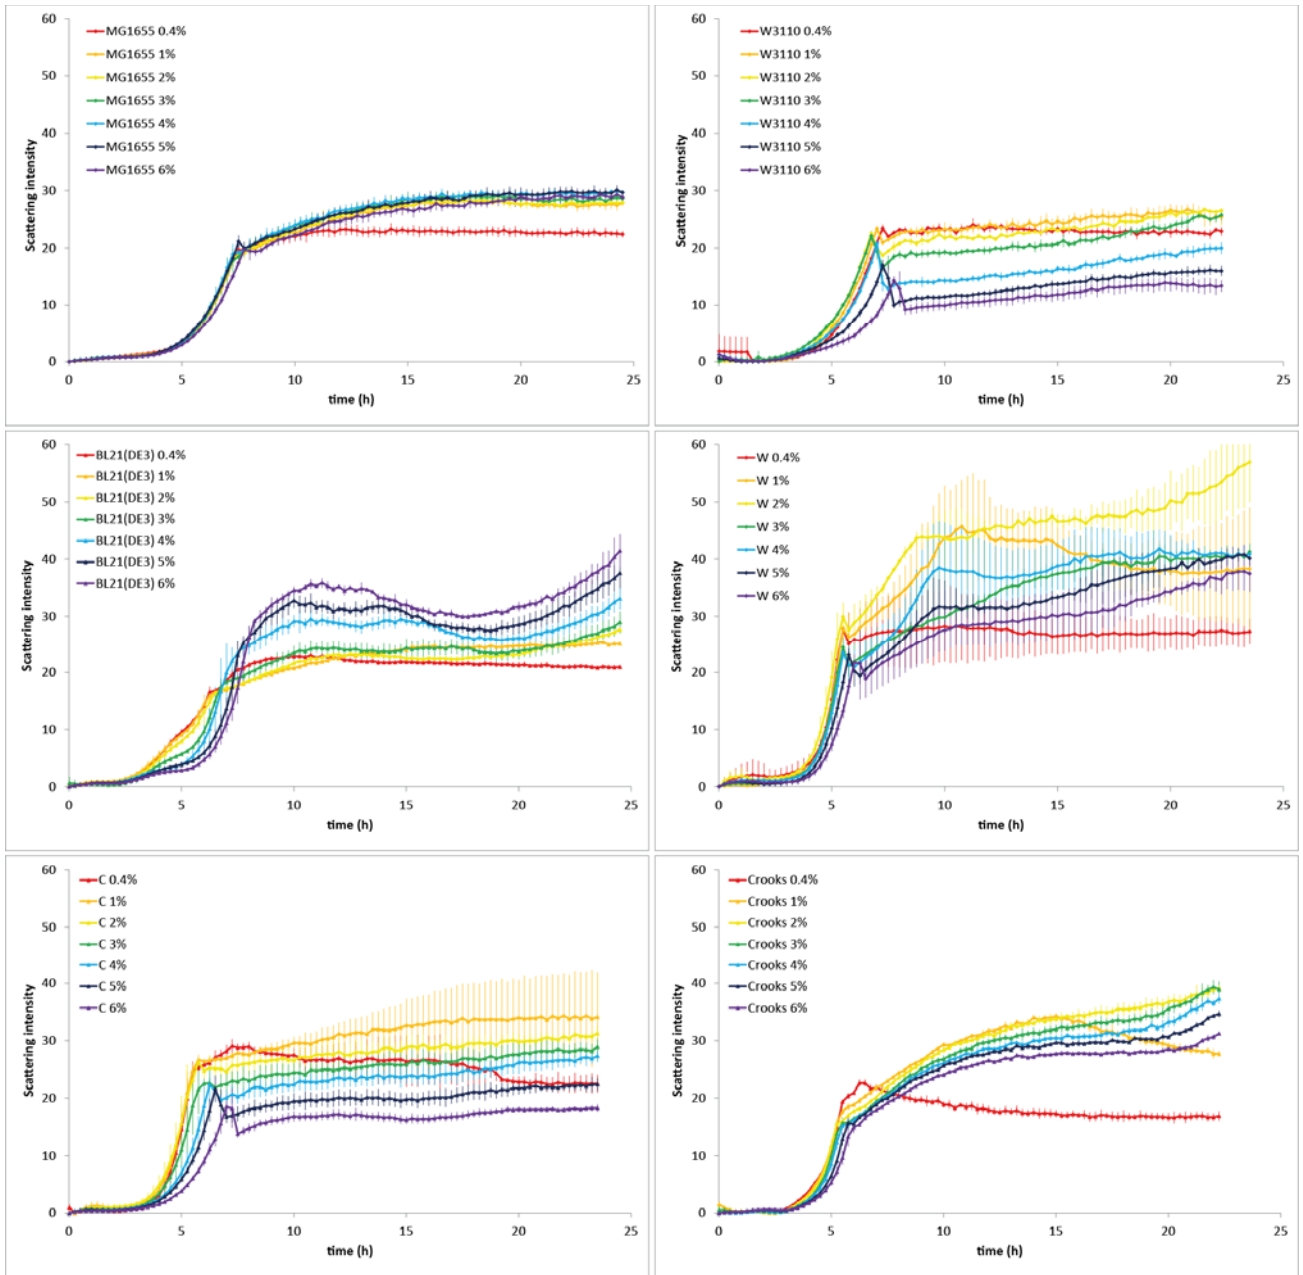 60
50
40
30
20
10
0
Scattering intensity
MG1655 0.4%
MG1655 1%
MG1655 2%
MG1655 3%
MG1655 4%
MG1655 5%
MG1655 6%
0 5 10 15 20 25
time (h)
60
50
40
30
20
10
0
Scattering intensity
W3110 0.4%
W3110 1%
W3110 2%
W3110 3%
W3110 4%
W3110 5%
W3110 6%
0 5 10 15 20 25
time (h)
60
50
40
30
20
10
0
Scattering intensity
BL21(DE3) 0.4%
BL21(DE3) 1%
BL21(DE3) 2%
BL21(DE3) 3%
BL21(DE3) 4%
BL21(DE3) 5%
BL21(DE3) 6%
0 5 10 15 20 25
time (h)
60
50
40
30
20
10
0
Scattering intensity
W 0.4%
W 1%
W 2%
W 3%
W 4%
W 5%
W 6%
0 5 10 15 20 25
time (h)
60
50
40
30
20
10
0
Scattering intensity
C 0.4%
C 1%
C 2%
C 3%
C 4%
C 5%
C 6%
0 5 10 15 20 25
time (h)
60
50
40
30
20
10
0
Scattering intensity
Crooks 0.4%
Crooks 1%
Crooks 2%
Crooks 3%
Crooks 4%
Crooks 5%
Crooks 6%
0 5 10 15 20 25
time (h)